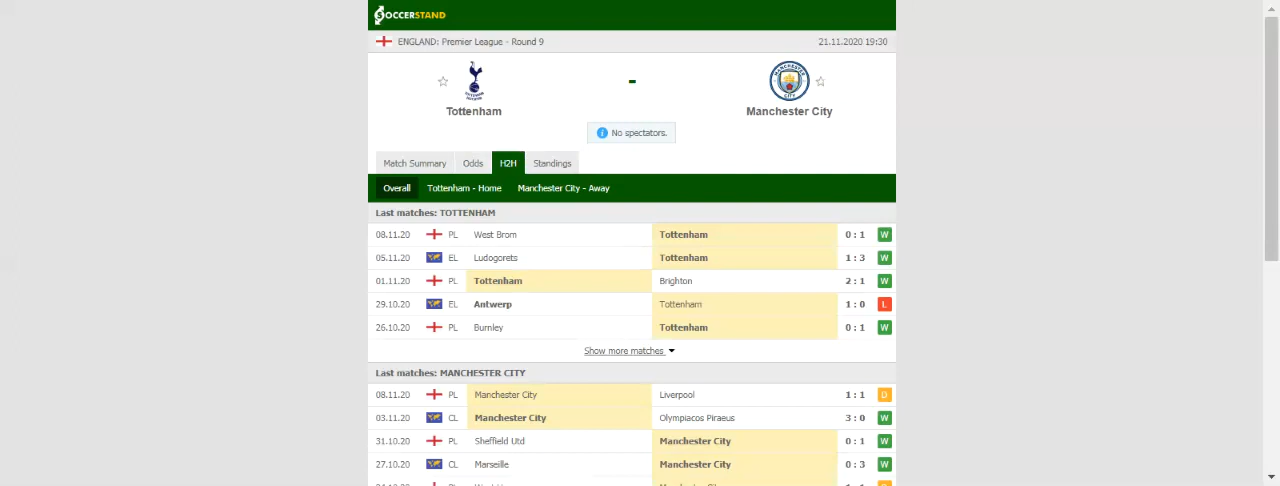 SOCCERSTAND
ENGLAND: Premier League - Round 9 21.11.2020 19:30
Tottenham - Manchester City
No spectators.
Match Summary Odds H2H Standings
Overall Tottenham - Home Manchester City - Away
Last matches: TOTTENHAM
08.11.20 PL West Brom Tottenham 0 : 1 W
05.11.20 EL Ludogorets Tottenham 1 : 3 W
01.11.20 PL Tottenham Brighton 2 : 1 W
29.10.20 EL Antwerp Tottenham 1 : 0 L
26.10.20 PL Burnley Tottenham 0 : 1 W
Show more matches
Last matches: MANCHESTER CITY
08.11.20 PL Manchester City Liverpool 1 : 1 D
03.11.20 CL Manchester City Olympiacos Piraeus 3 : 0 W
31.10.20 PL Sheffield Utd Manchester City 0 : 1 W
27.10.20 CL Marseille Manchester City 0 : 3 W